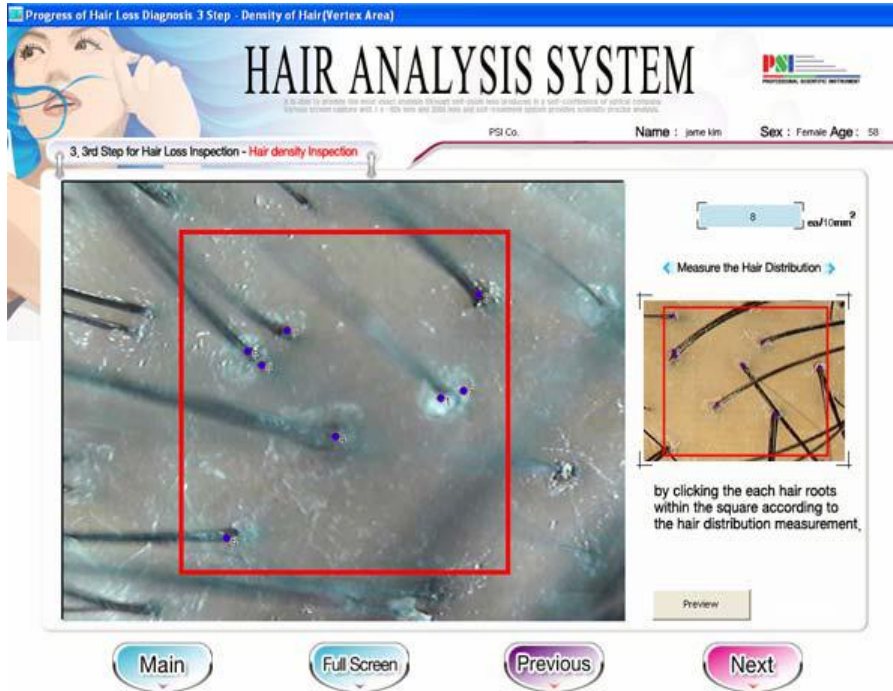 Progress of Hair Loss Diagnosis 3 Step - Density of Hair(Vertex Area)
HAIR ANALYSIS SYSTEM
PSI
PROFESSIONAL SCIENTIFIC INSTRUMENT
PSI Co.
Name : jame kim
Sex : Female Age : 58
3, 3rd Step for Hair Loss Inspection - Hair density Inspection
8 ea/10mm2
Measure the Hair Distribution
by clicking the each hair roots
within the square according to
the hair distribution measurement,
Preview
Main
Full Screen
Previous
Next